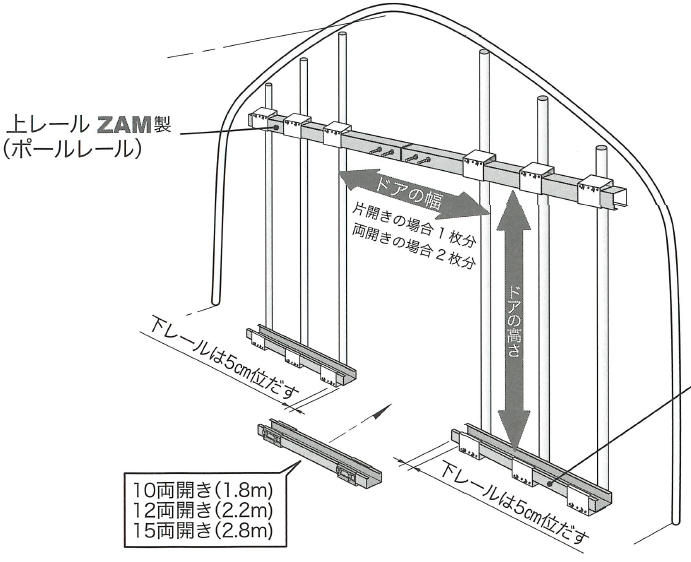 上レール ZAM製
(ポールレール)
ドアの幅
片開きの場合1枚分
両開きの場合2枚分
ドアの高さ
下レールは5cm位だす
下レールは5cm位だす
10両開き(1.8m)
12両開き(2.2m)
15両開き(2.8m)